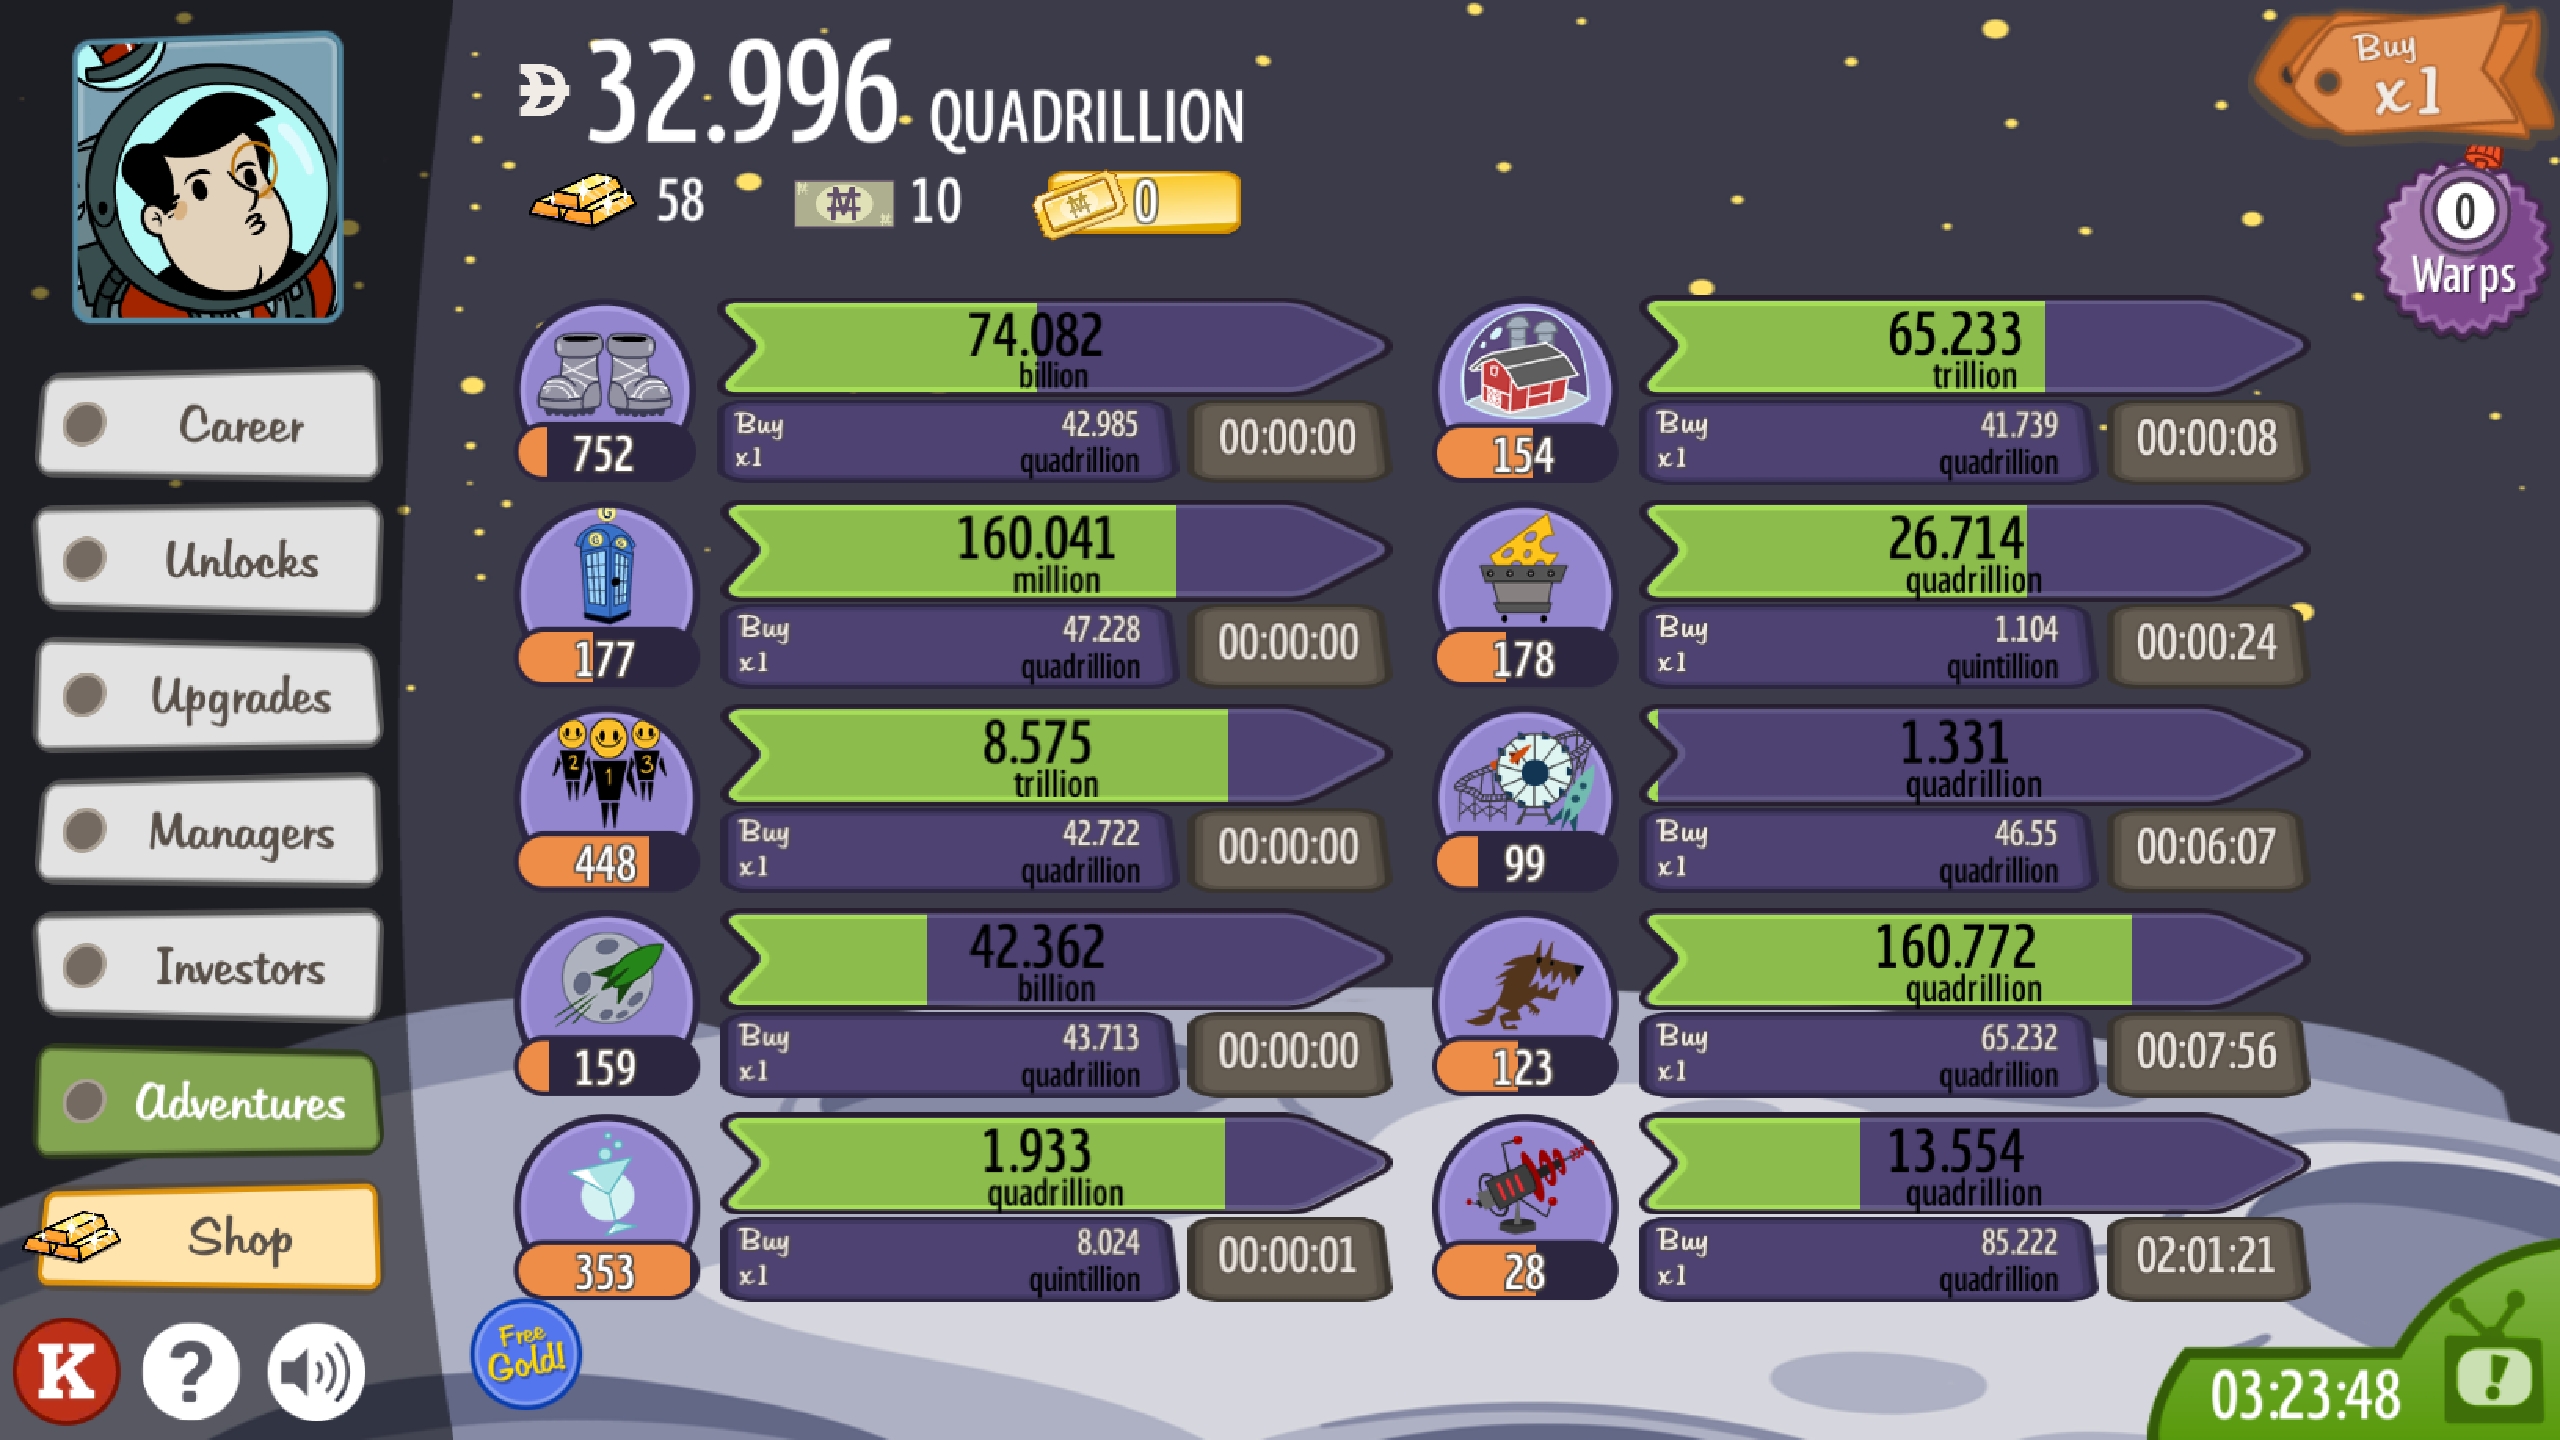 32.996 QUADRILLION
Buy
x1
58
10
0
0
Warps
Career
Unlocks
Upgrades
Managers
Investors
Adventures
Shop
K
?
Free
Gold!
74.082
billion
752
Buy
x1
42.985
quadrillion
00:00:00
160.041
million
177
Buy
x1
47.228
quadrillion
00:00:00
2
1
3
8.575
trillion
448
Buy
x1
42.722
quadrillion
00:00:00
42.362
billion
159
Buy
x1
43.713
quadrillion
00:00:00
1.933
quadrillion
353
Buy
x1
8.024
quintillion
00:00:01
65.233
trillion
154
Buy
x1
41.739
quadrillion
00:00:08
26.714
quadrillion
178
Buy
x1
1.104
quintillion
00:00:24
1.331
quadrillion
99
Buy
x1
46.55
quadrillion
00:06:07
160.772
quadrillion
123
Buy
x1
65.232
quadrillion
00:07:56
13.554
quadrillion
28
Buy
x1
85.222
quadrillion
02:01:21
03:23:48
!